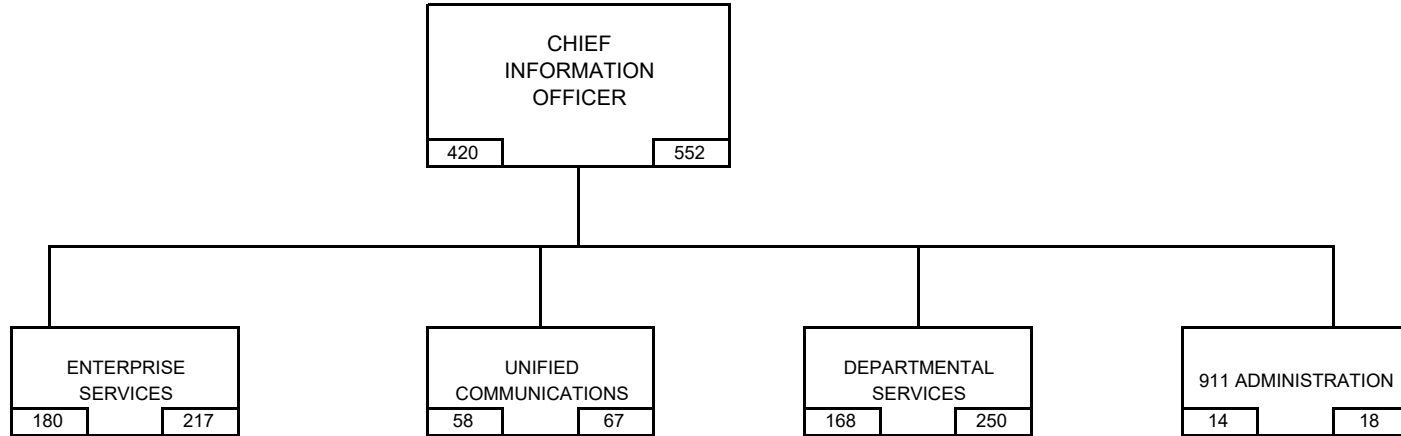 CHIEF
INFORMATION
OFFICER
420 552
ENTERPRISE
SERVICES
180 217
UNIFIED
COMMUNICATIONS
58 67
DEPARTMENTAL
SERVICES
168 250
911 ADMINISTRATION
14 18